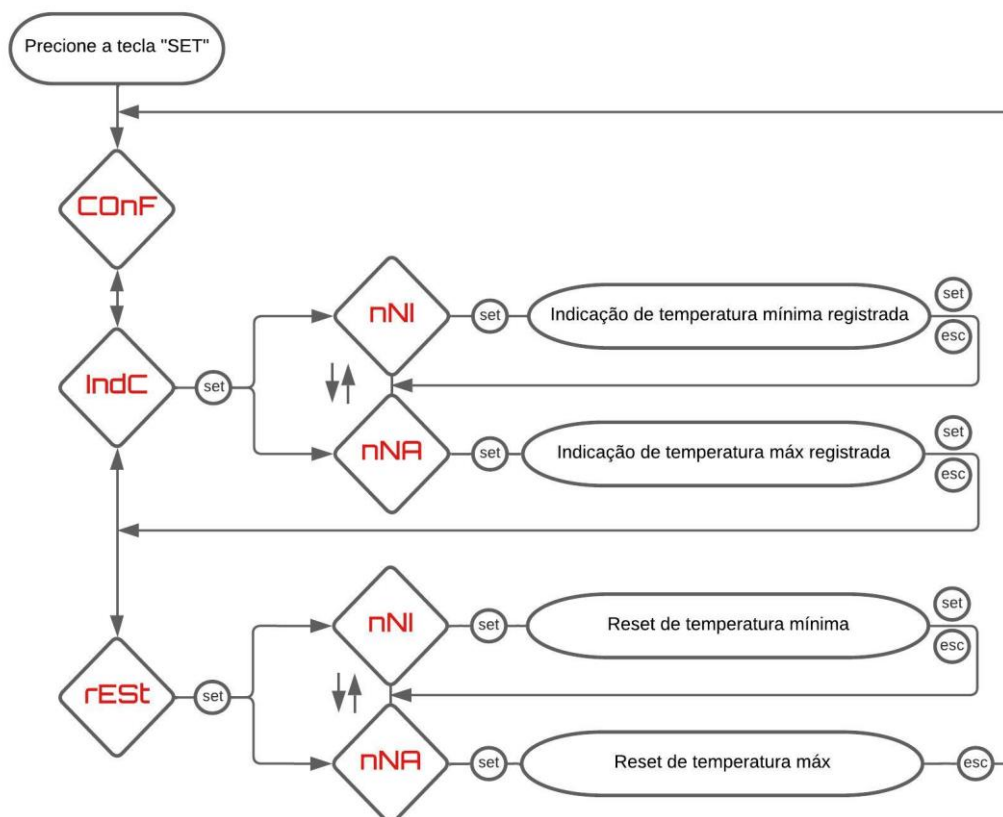 Precione a tecla "SET"
COnF
nNI
set
Indicação de temperatura mínima registrada
set
esc
IndC
set
nNA
set
Indicação de temperatura máx registrada
set
esc
nNI
set
Reset de temperatura mínima
set
esc
rESt
set
nNA
set
Reset de temperatura máx
esc